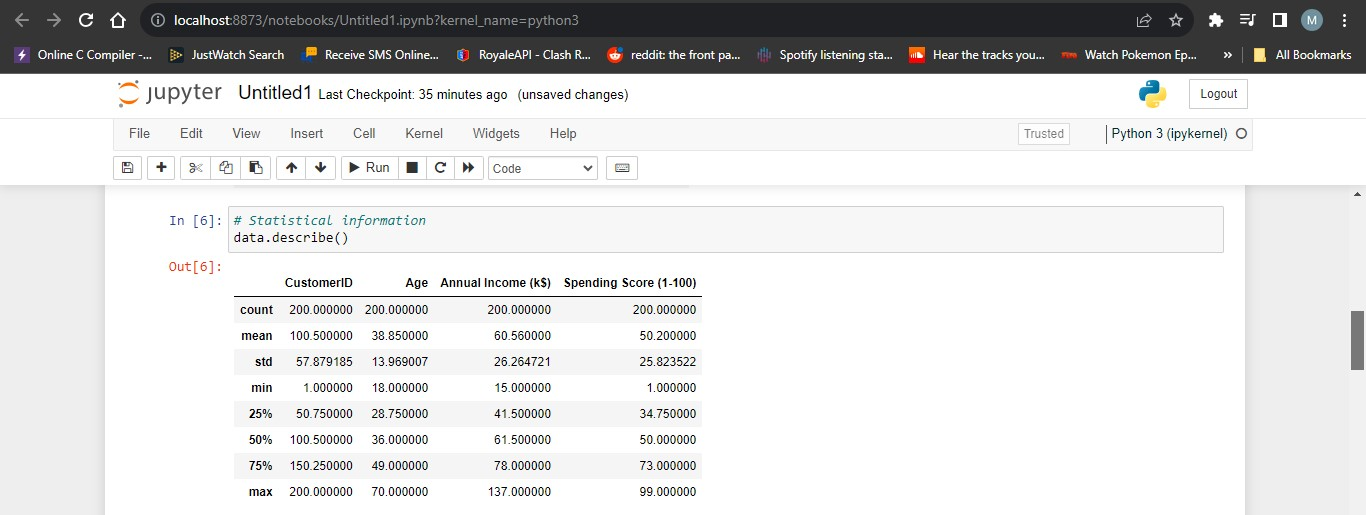 localhost:8873/notebooks/Untitled1.ipynb?kernel_name=python3
M
Online C Compiler -... JustWatch Search Receive SMS Online... RoyaleAPI - Clash R... reddit: the front pa... Spotify listening sta... Hear the tracks you... Watch Pokemon Ep... » All Bookmarks
jupyter Untitled1 Last Checkpoint: 35 minutes ago (unsaved changes) Logout
File Edit View Insert Cell Kernel Widgets Help Trusted Python 3 (ipykernel)
Run Code
In [6]: # Statistical information
data.describe()
Out[6]:
CustomerID Age Annual Income (k$) Spending Score (1-100)
count 200.000000 200.000000 200.000000 200.000000
mean 100.500000 38.850000 60.560000 50.200000
std 57.879185 13.969007 26.264721 25.823522
min 1.000000 18.000000 15.000000 1.000000
25% 50.750000 28.750000 41.500000 34.750000
50% 100.500000 36.000000 61.500000 50.000000
75% 150.250000 49.000000 78.000000 73.000000
max 200.000000 70.000000 137.000000 99.000000